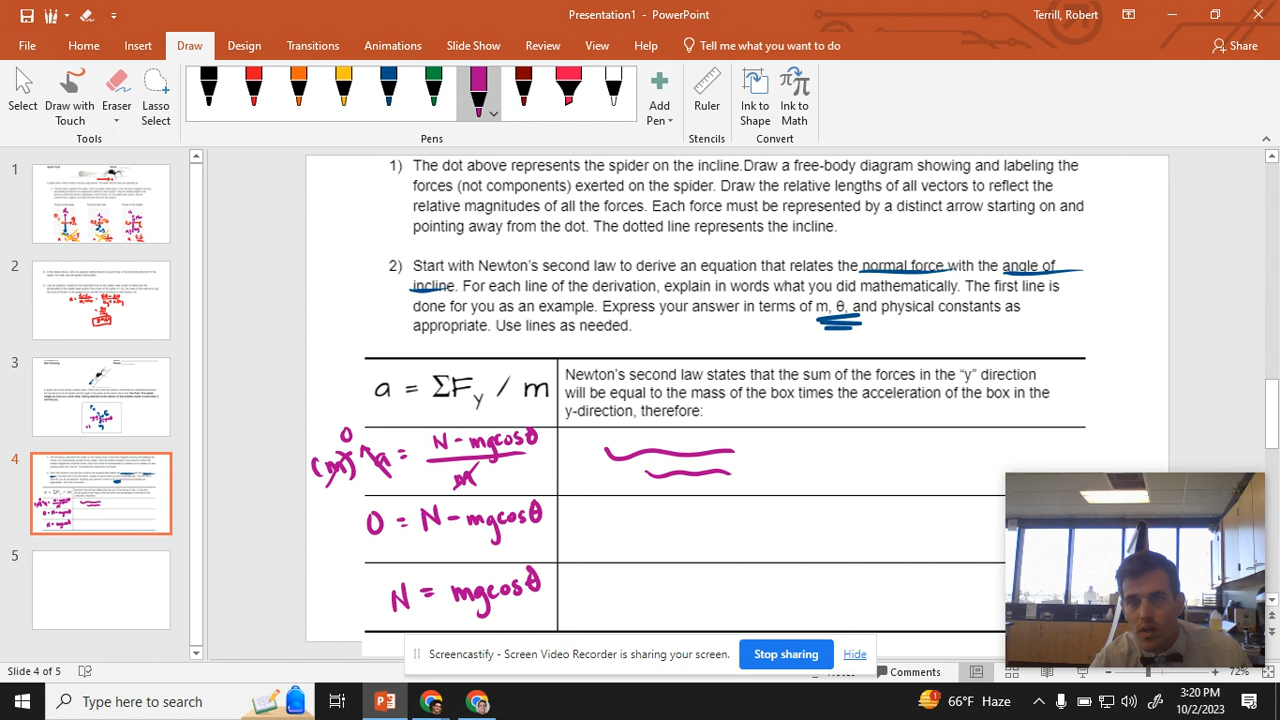 Presentation1 - PowerPoint
Terrill, Robert
File Home Insert Draw Design Transitions Animations Slide Show Review View Help Tell me what you want to do Share
Select Draw with Touch Eraser Lasso Select Add Pen Ruler Ink to Shape Ink to Math
Tools Pens Stencils Convert
1
2
3
4
5
1) The dot above represents the spider on the incline.Draw a free-body diagram showing and labeling the
forces (not components) exerted on the spider. Draw the relative lengths of all vectors to reflect the
relative magnitudes of all the forces. Each force must be represented by a distinct arrow starting on and
pointing away from the dot. The dotted line represents the incline.
2) Start with Newton's second law to derive an equation that relates the normal force with the angle of
incline. For each line of the derivation, explain in words what you did mathematically. The first line is
done for you as an example. Express your answer in terms of m, θ, and physical constants as
appropriate. Use lines as needed.
a = ΣFy / m
Newton's second law states that the sum of the forces in the “y” direction
will be equal to the mass of the box times the acceleration of the box in the
y-direction, therefore:
0
(m) a = N - mgcosθ
m
0 = N - mgcosθ
N = mgcosθ
Screencastify - Screen Video Recorder is sharing your screen. Stop sharing Hide
Slide 4 of 5
Comments
72%
Type here to search
66°F Haze
3:20 PM
10/2/2023